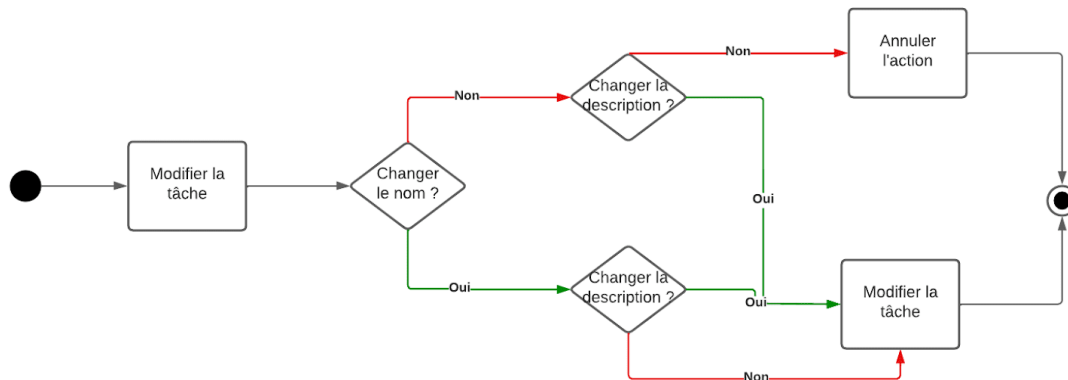 Modifier la
tâche
Changer
le nom ?
Non
Changer la
description ?
Non
Annuler
l'action
Oui
Oui
Changer la
description ?
Oui
Non
Modifier la
tâche